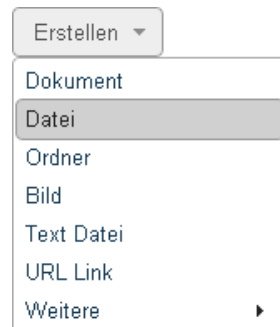 Erstellen
Dokument
Datei
Ordner
Bild
Text Datei
URL Link
Weitere